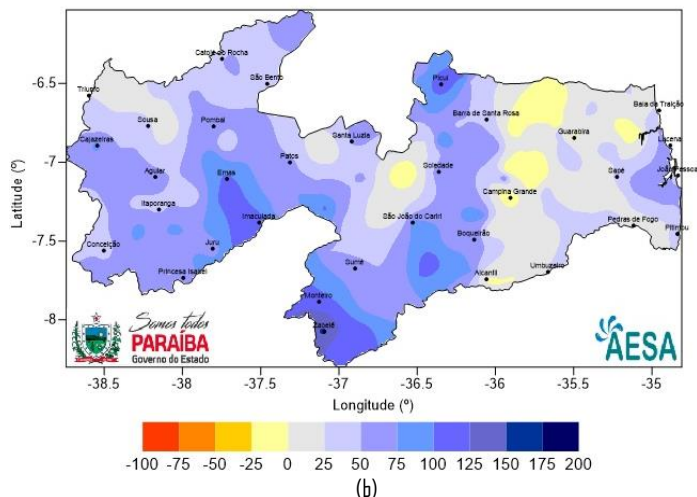 Catolé do Rocha
São Bento
Picuí
-6.5
Triunfo
Baía da Traição
Sousa
Pombal
Barra de Santa Rosa
Guarabira
Cajazeiras
Santa Luzia
Lucena
-7
Patos
Aguiar
Emas
Soledade
Sapé
João Pessoa
Campina Grande
Itaporanga
Imaculada
São João do Cariri
Pedras de Fogo
Pitimbu
-7.5
Conceição
Juru
Boqueirão
Princesa Isabel
Sumé
Alcantil
Umbuzeiro
Monteiro
-8
Zabelê
Latitude (º)
Somos todos
PARAÍBA
Governo do Estado
AESA
-38.5 -38 -37.5 -37 -36.5 -36 -35.5 -35
Longitude (º)
-100 -75 -50 -25 0 25 50 75 100 125 150 175 200
(b)